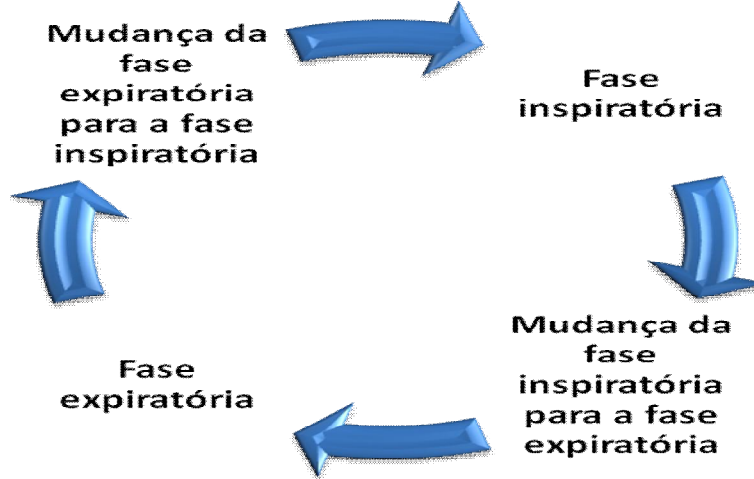 Mudança da
fase
expiratória
para a fase
inspiratória
Fase
inspiratória
Mudança da
fase
inspiratória
para a fase
expiratória
Fase
expiratória